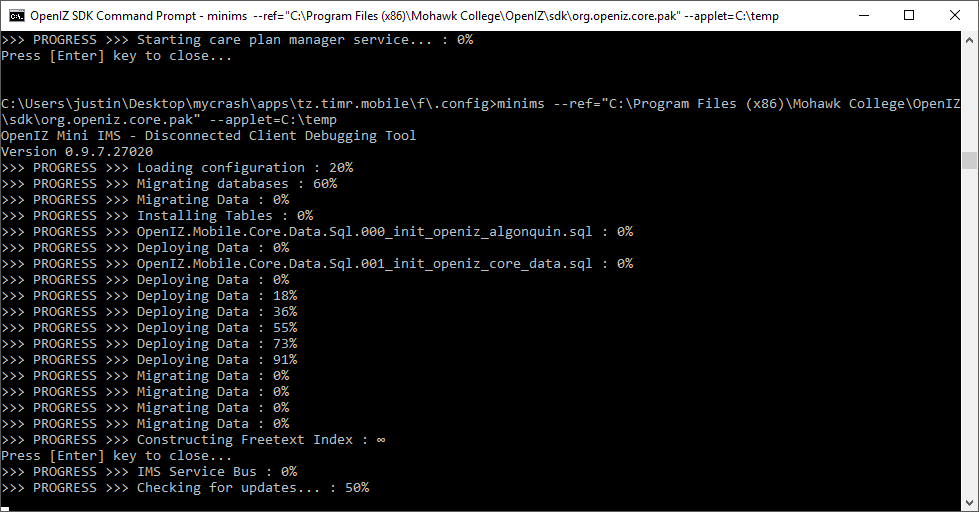 OpenIZ SDK Command Prompt - minims  --ref="C:\Program Files (x86)\Mohawk College\OpenIZ\sdk\org.openiz.core.pak" --applet=C:\temp
>>> PROGRESS >>> Starting care plan manager service... : 0%
Press [Enter] key to close...
C:\Users\justin\Desktop\mycrash\apps\tz.timr.mobile\f\.config>minims --ref="C:\Program Files (x86)\Mohawk College\OpenIZ
\sdk\org.openiz.core.pak" --applet=C:\temp
OpenIZ Mini IMS - Disconnected Client Debugging Tool
Version 0.9.7.27020
>>> PROGRESS >>> Loading configuration : 20%
>>> PROGRESS >>> Migrating databases : 60%
>>> PROGRESS >>> Migrating Data : 0%
>>> PROGRESS >>> Installing Tables : 0%
>>> PROGRESS >>> OpenIZ.Mobile.Core.Data.Sql.000_init_openiz_algonquin.sql : 0%
>>> PROGRESS >>> Deploying Data : 0%
>>> PROGRESS >>> OpenIZ.Mobile.Core.Data.Sql.001_init_openiz_core_data.sql : 0%
>>> PROGRESS >>> Deploying Data : 0%
>>> PROGRESS >>> Deploying Data : 18%
>>> PROGRESS >>> Deploying Data : 36%
>>> PROGRESS >>> Deploying Data : 55%
>>> PROGRESS >>> Deploying Data : 73%
>>> PROGRESS >>> Deploying Data : 91%
>>> PROGRESS >>> Migrating Data : 0%
>>> PROGRESS >>> Migrating Data : 0%
>>> PROGRESS >>> Migrating Data : 0%
>>> PROGRESS >>> Migrating Data : 0%
>>> PROGRESS >>> Constructing Freetext Index : ∞
Press [Enter] key to close...
>>> PROGRESS >>> IMS Service Bus : 0%
>>> PROGRESS >>> Checking for updates... : 50%